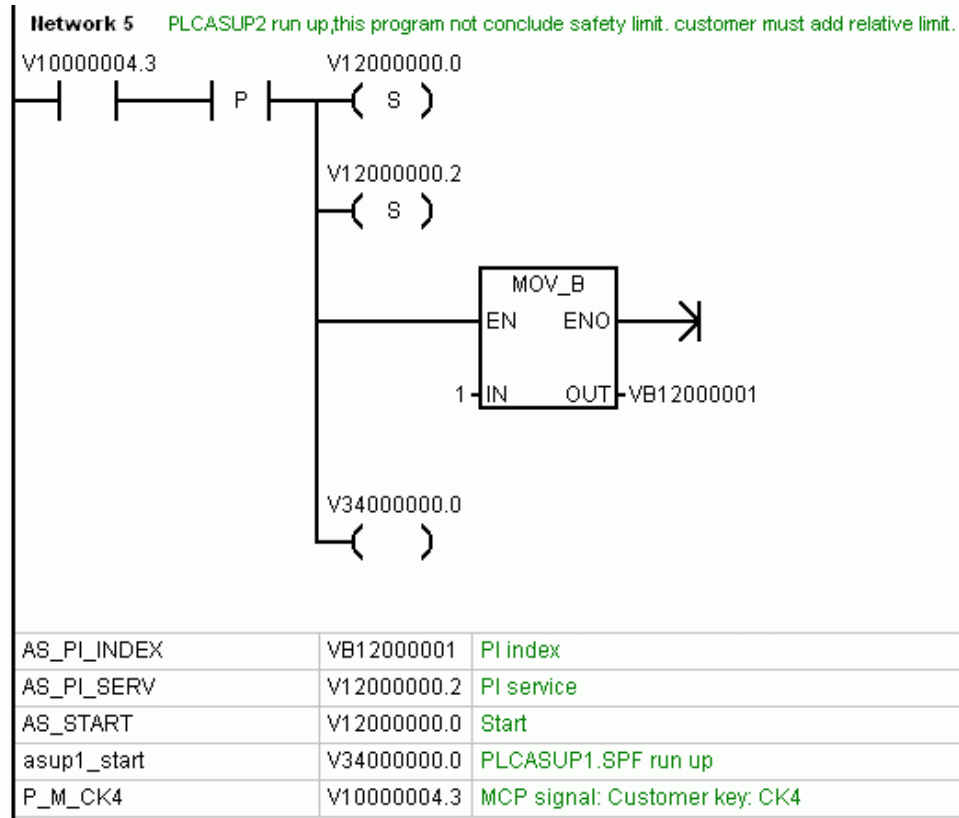 Network 5 PLCASUP2 run up,this program not conclude safety limit. customer must add relative limit.
V10000004.3 V12000000.0
P S
V12000000.2
S
MOV_B
EN ENO
1 IN OUT VB12000001
V34000000.0
AS_PI_INDEX VB12000001 PI index
AS_PI_SERV V12000000.2 PI service
AS_START V12000000.0 Start
asup1_start V34000000.0 PLCASUP1.SPF run up
P_M_CK4 V10000004.3 MCP signal: Customer key: CK4